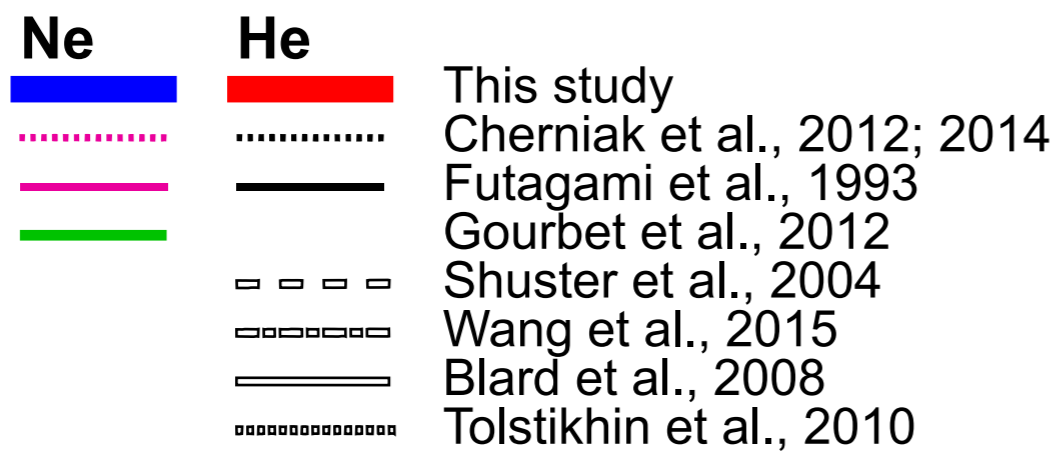 Ne He
This study
Cherniak et al., 2012; 2014
Futagami et al., 1993
Gourbet et al., 2012
Shuster et al., 2004
Wang et al., 2015
Blard et al., 2008
Tolstikhin et al., 2010